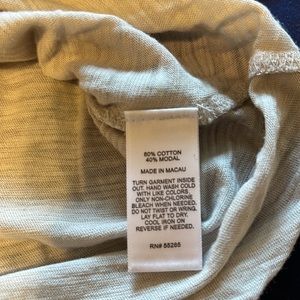 60% COTTON
40% MODAL
MADE IN MACAU
TURN GARMENT INSIDE
OUT. HAND WASH COLD
WITH LIKE COLORS
ONLY NON-CHLORINE
BLEACH WHEN NEEDED.
DO NOT TWIST OR WRING.
LAY FLAT TO DRY.
COOL IRON ON
REVERSE IF NEEDED.
RN# 55285